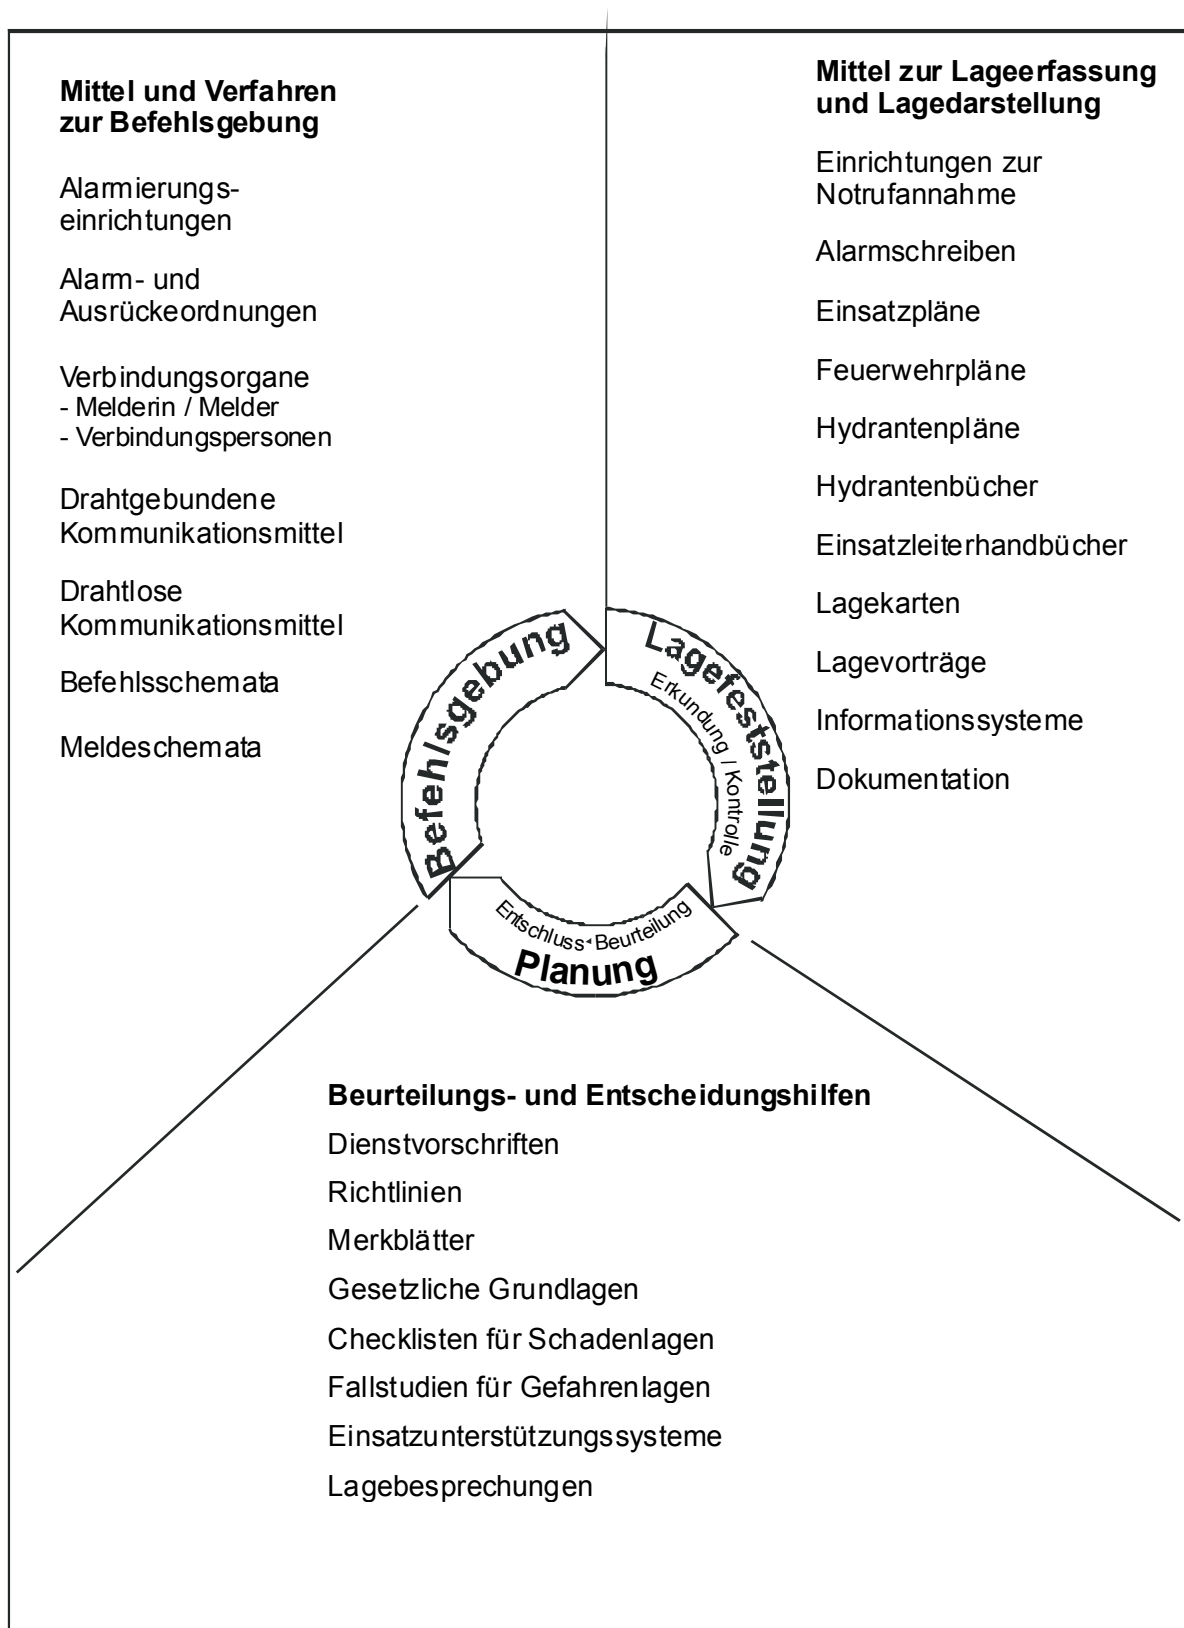 Mittel und Verfahren
zur Befehlsgebung
Alarmierungs-
einrichtungen
Alarm- und
Ausrückeordnungen
Verbindungsorgane
- Melderin / Melder
- Verbindungspersonen
Drahtgebundene
Kommunikationsmittel
Drahtlose
Kommunikationsmittel
Befehlsschemata
Meldeschemata
Mittel zur Lageerfassung
und Lagedarstellung
Einrichtungen zur
Notrufannahme
Alarmschreiben
Einsatzpläne
Feuerwehrpläne
Hydrantenpläne
Hydrantenbücher
Einsatzleiterhandbücher
Lagekarten
Lagevorträge
Informationssysteme
Dokumentation
Befehlsgebung
Lagefeststellung
Erkundung / Kontrolle
Entschluss Beurteilung
Planung
Beurteilungs- und Entscheidungshilfen
Dienstvorschriften
Richtlinien
Merkblätter
Gesetzliche Grundlagen
Checklisten für Schadenlagen
Fallstudien für Gefahrenlagen
Einsatzunterstützungssysteme
Lagebesprechungen